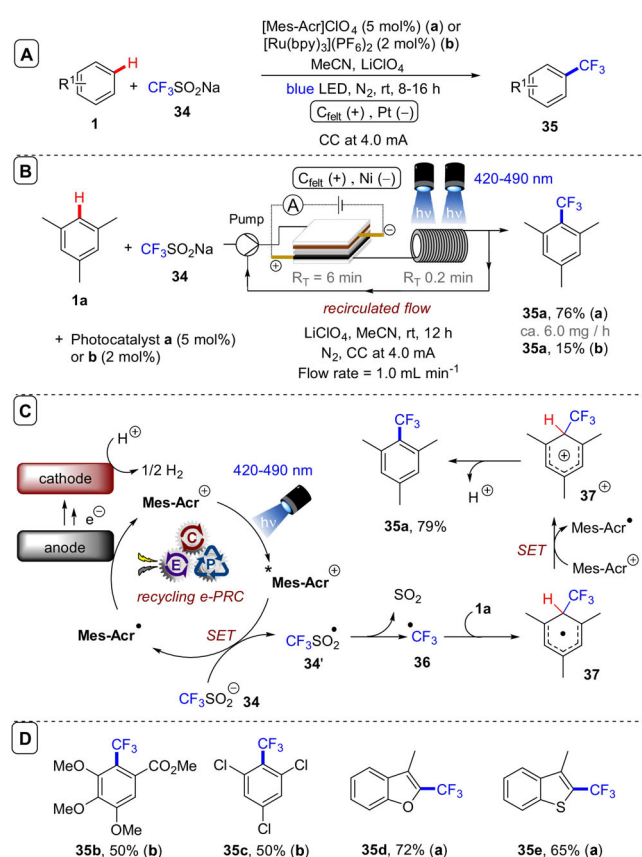 A
H
R¹
1
+
CF₃SO₂Na
34
[Mes-Acr]ClO₄ (5 mol%) (a) or
[Ru(bpy)₃](PF₆)₂ (2 mol%) (b)
MeCN, LiClO₄
blue LED, N₂, rt, 8-16 h
C_felt (+), Pt (−)
CC at 4.0 mA
R¹
CF₃
35
B
H
1a
+
CF₃SO₂Na
34
+ Photocatalyst a (5 mol%)
or b (2 mol%)
Pump
C_felt (+) , Ni (−)
A
−
+
hν
hν
420-490 nm
R_T = 6 min
R_T 0.2 min
recirculated flow
LiClO₄, MeCN, rt, 12 h
N₂, CC at 4.0 mA
Flow rate = 1.0 mL min⁻¹
CF₃
35a, 76% (a)
ca. 6.0 mg / h
35a, 15% (b)
C
H⊕
cathode
1/2 H₂
e⊖
anode
Mes-Acr⊕
420-490 nm
hν
C
E
P
recycling e-PRC
*Mes-Acr⊕
Mes-Acr•
SET
CF₃SO₂⊖ 34
CF₃SO₂•
34'
SO₂
•CF₃
36
1a
H
CF₃
•
37
SET
Mes-Acr•
Mes-Acr⊕
H
CF₃
+
37⊕
H⊕
CF₃
35a, 79%
D
CF₃
MeO
CO₂Me
MeO
OMe
35b, 50% (b)
CF₃
Cl
Cl
Cl
35c, 50% (b)
CF₃
O
35d, 72% (a)
CF₃
S
35e, 65% (a)